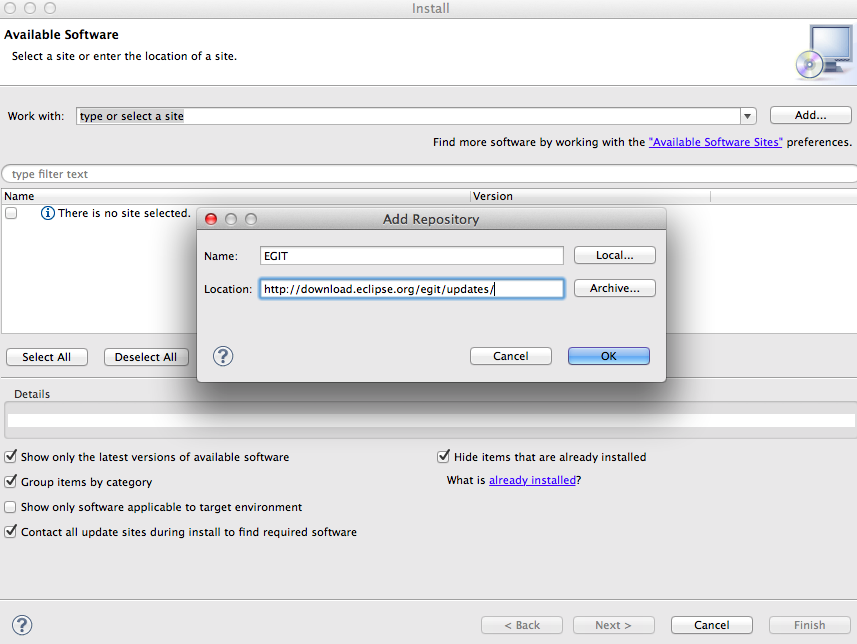 Install
Available Software
Select a site or enter the location of a site.
Work with: type or select a site Add...
Find more software by working with the "Available Software Sites" preferences.
type filter text
Name Version
There is no site selected.
Add Repository
Name: EGIT Local...
Location: http://download.eclipse.org/egit/updates/ Archive...
? Cancel OK
Select All Deselect All
Details
Show only the latest versions of available software Hide items that are already installed
Group items by category What is already installed?
Show only software applicable to target environment
Contact all update sites during install to find required software
? < Back Next > Cancel Finish